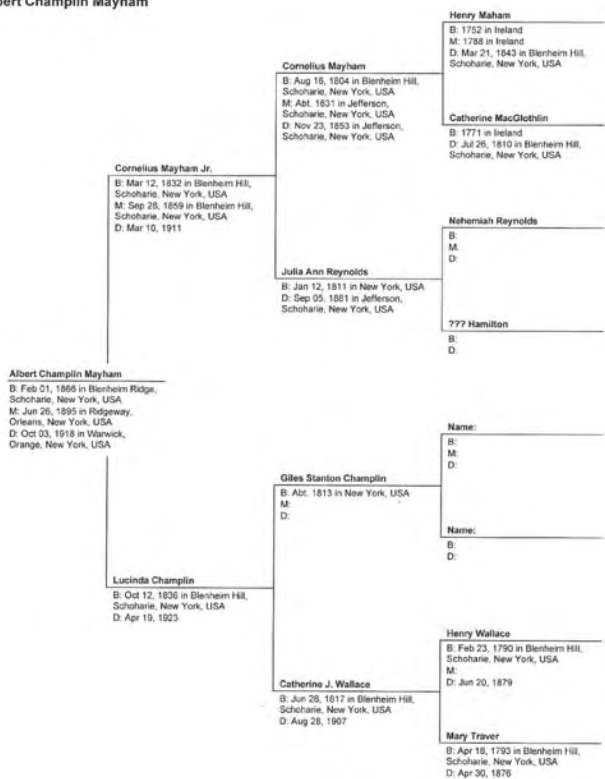 bert Champlin Mayham
Henry Maham
B: 1752 in Ireland
M: 1788 in Ireland
D: Mar 21, 1843 in Blenheim Hill,
Schoharie, New York, USA
Cornelius Mayham
B: Aug 16, 1804 in Blenheim Hill,
Schoharie, New York, USA
M: Abt. 1831 in Jefferson,
Schoharie, New York, USA
D: Nov 23, 1853 in Jefferson,
Schoharie, New York, USA
Catherine MacGlothlin
B: 1771 in Ireland
D: Jul 26, 1810 in Blenheim Hill,
Schoharie, New York, USA
Cornelius Mayham Jr.
B: Mar 12, 1832 in Blenheim Hill,
Schoharie, New York, USA
M: Sep 28, 1859 in Blenheim Hill,
Schoharie, New York, USA
D: Mar 10, 1911
Nehemiah Reynolds
B:
M:
D:
Julia Ann Reynolds
B: Jan 12, 1811 in New York, USA
D: Sep 05, 1881 in Jefferson,
Schoharie, New York, USA
??? Hamilton
B:
D:
Albert Champlin Mayham
B: Feb 01, 1866 in Blenheim Ridge,
Schoharie, New York, USA
M: Jun 26, 1895 in Ridgeway,
Orleans, New York, USA
D: Oct 03, 1918 in Warwick,
Orange, New York, USA
Name:
B:
M:
D:
Giles Stanton Champlin
B: Abt. 1813 in New York, USA
M:
D:
Name:
B:
D:
Lucinda Champlin
B: Oct 12, 1836 in Blenheim Hill,
Schoharie, New York, USA
D: Apr 19, 1923
Henry Wallace
B: Feb 23, 1790 in Blenheim Hill,
Schoharie, New York, USA
M:
D: Jun 20, 1879
Catherine J. Wallace
B: Jun 28, 1817 in Blenheim Hill,
Schoharie, New York, USA
D: Aug 28, 1907
Mary Traver
B: Apr 18, 1793 in Blenheim Hill,
Schoharie, New York, USA
D: Apr 30, 1876